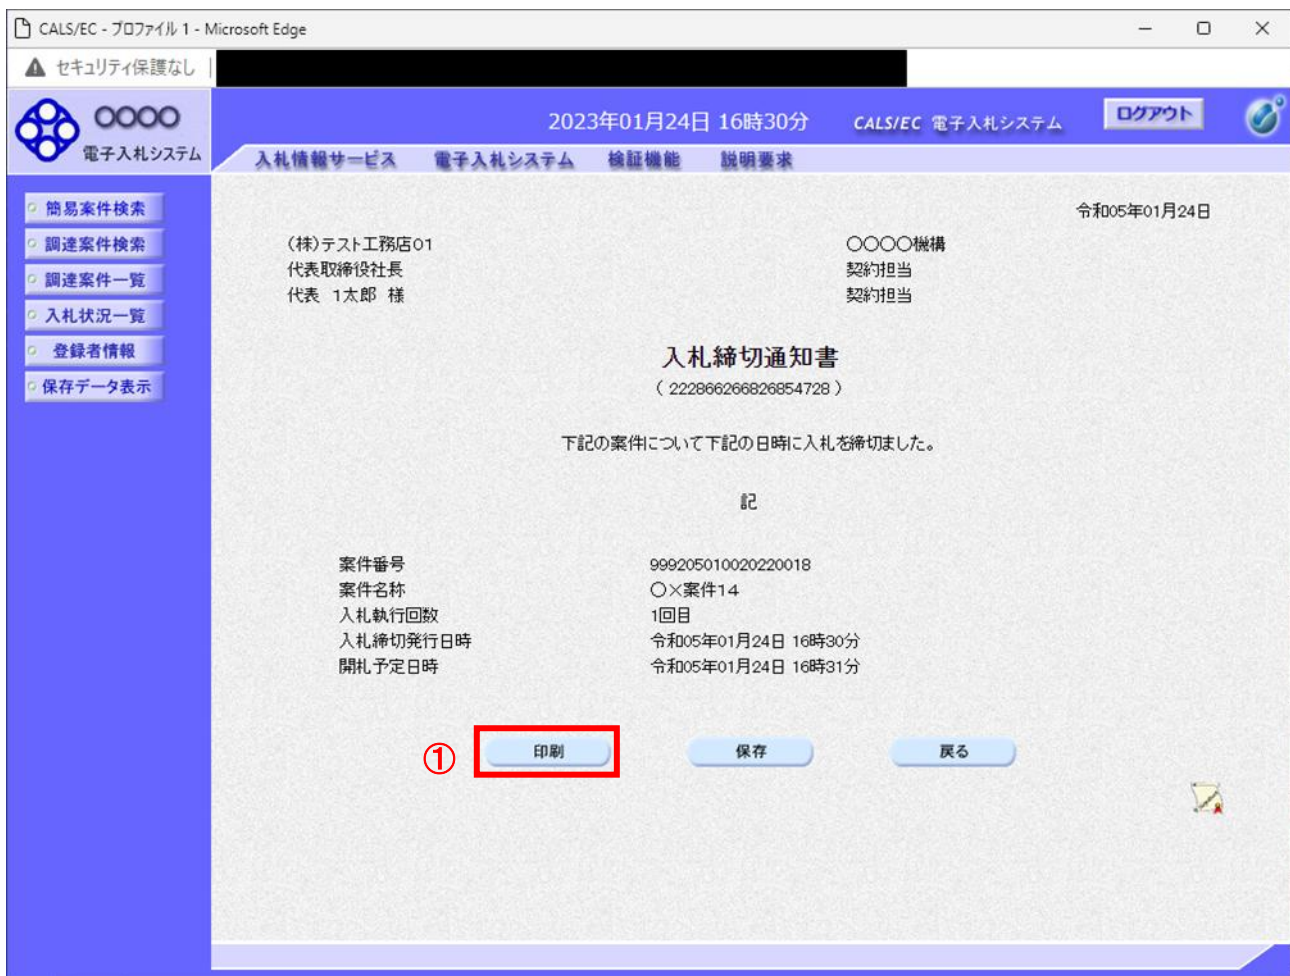 CALS/EC - プロファイル 1 - Microsoft Edge
セキュリティ保護なし
〇〇〇〇
電子入札システム
2023年01月24日 16時30分
CALS/EC 電子入札システム
ログアウト
入札情報サービス 電子入札システム 検証機能 説明要求
簡易案件検索
調達案件検索
調達案件一覧
入札状況一覧
登録者情報
保存データ表示
令和05年01月24日
(株)テスト工務店01
代表取締役社長
代表 1太郎 様
〇〇〇〇機構
契約担当
契約担当
入札締切通知書
( 222866266826854728 )
下記の案件について下記の日時に入札を締切ました。
記
案件番号 999205010020220018
案件名称 〇×案件14
入札執行回数 1回目
入札締切発行日時 令和05年01月24日 16時30分
開札予定日時 令和05年01月24日 16時31分
① 印刷 保存 戻る